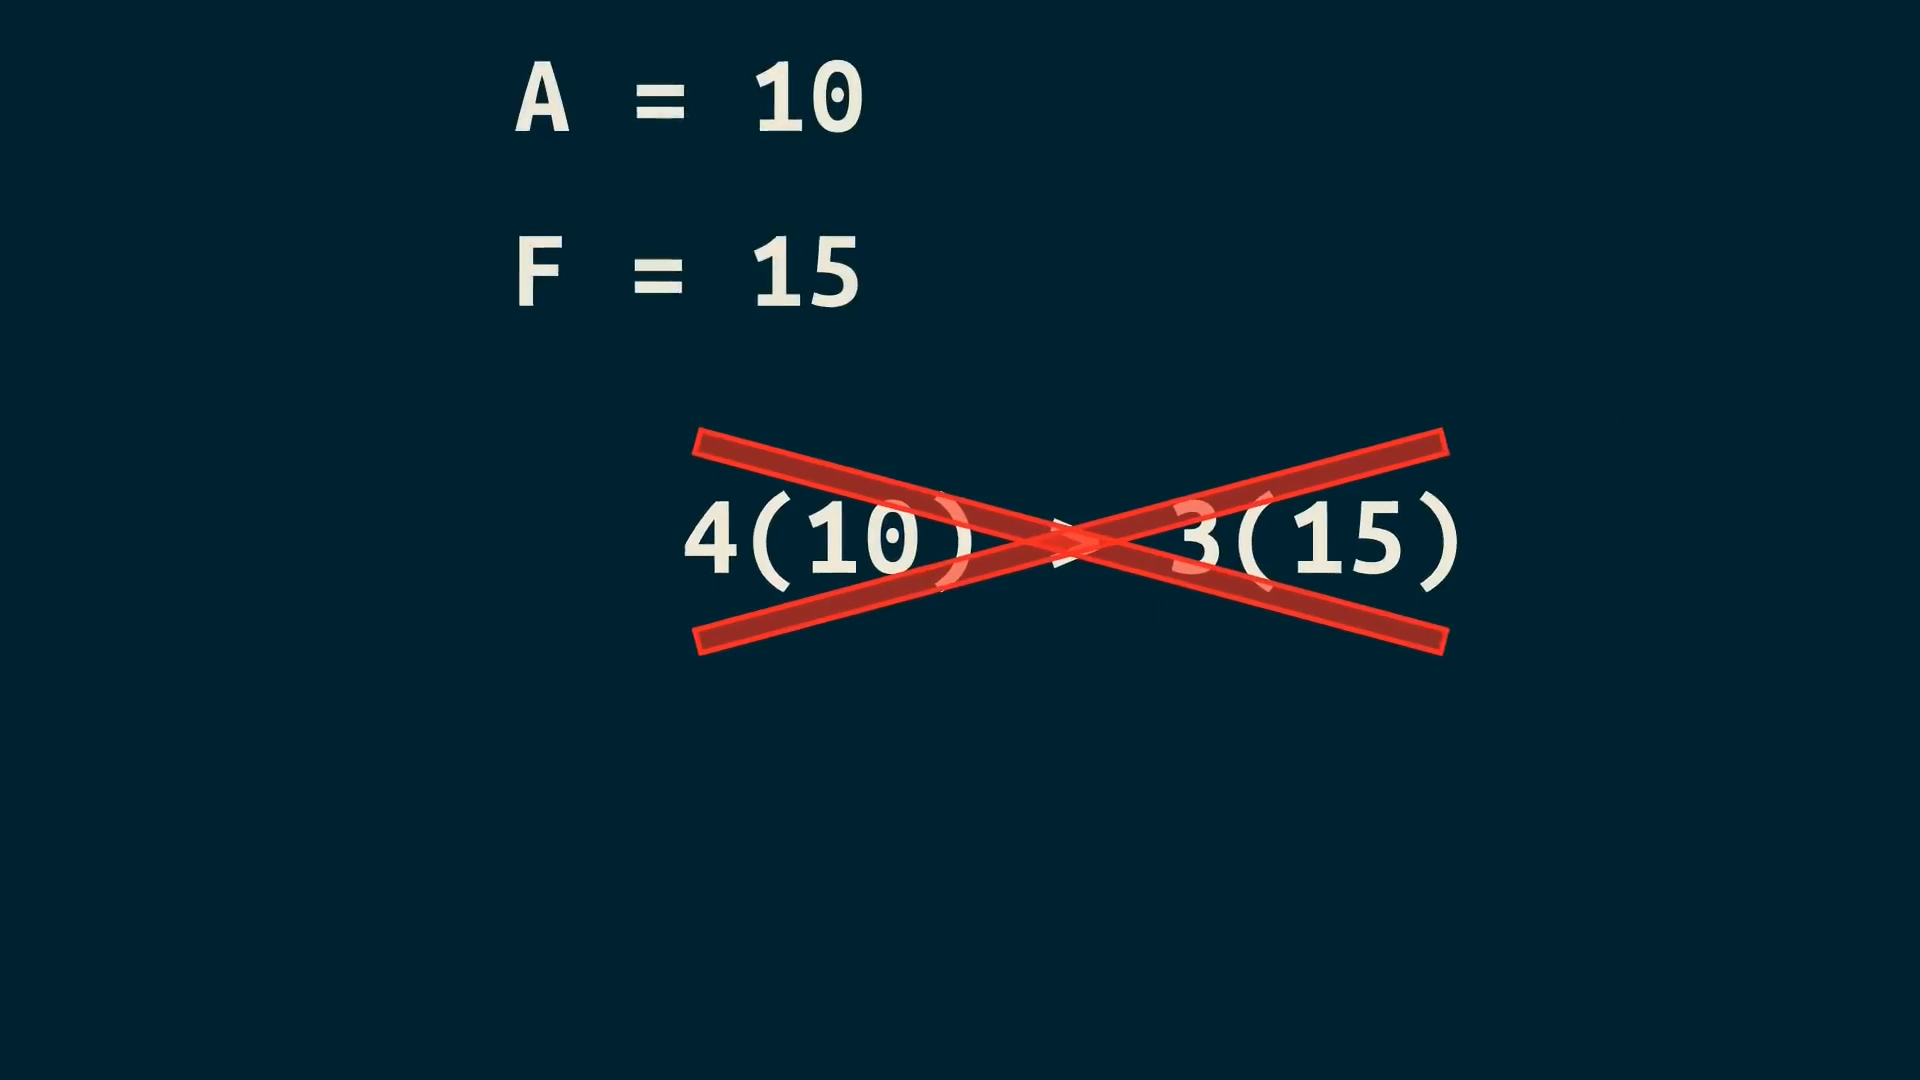 A = 10
F = 15
4(10) > 3(15)